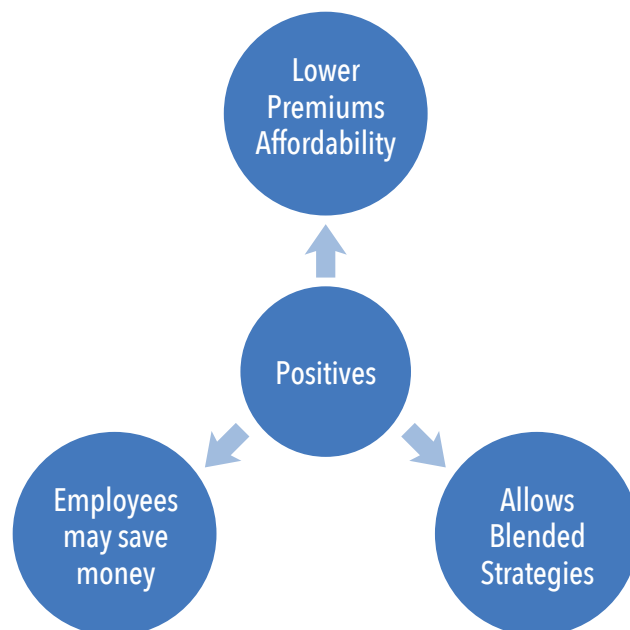 Lower
Premiums
Affordability
Positives
Employees
may save
money
Allows
Blended
Strategies